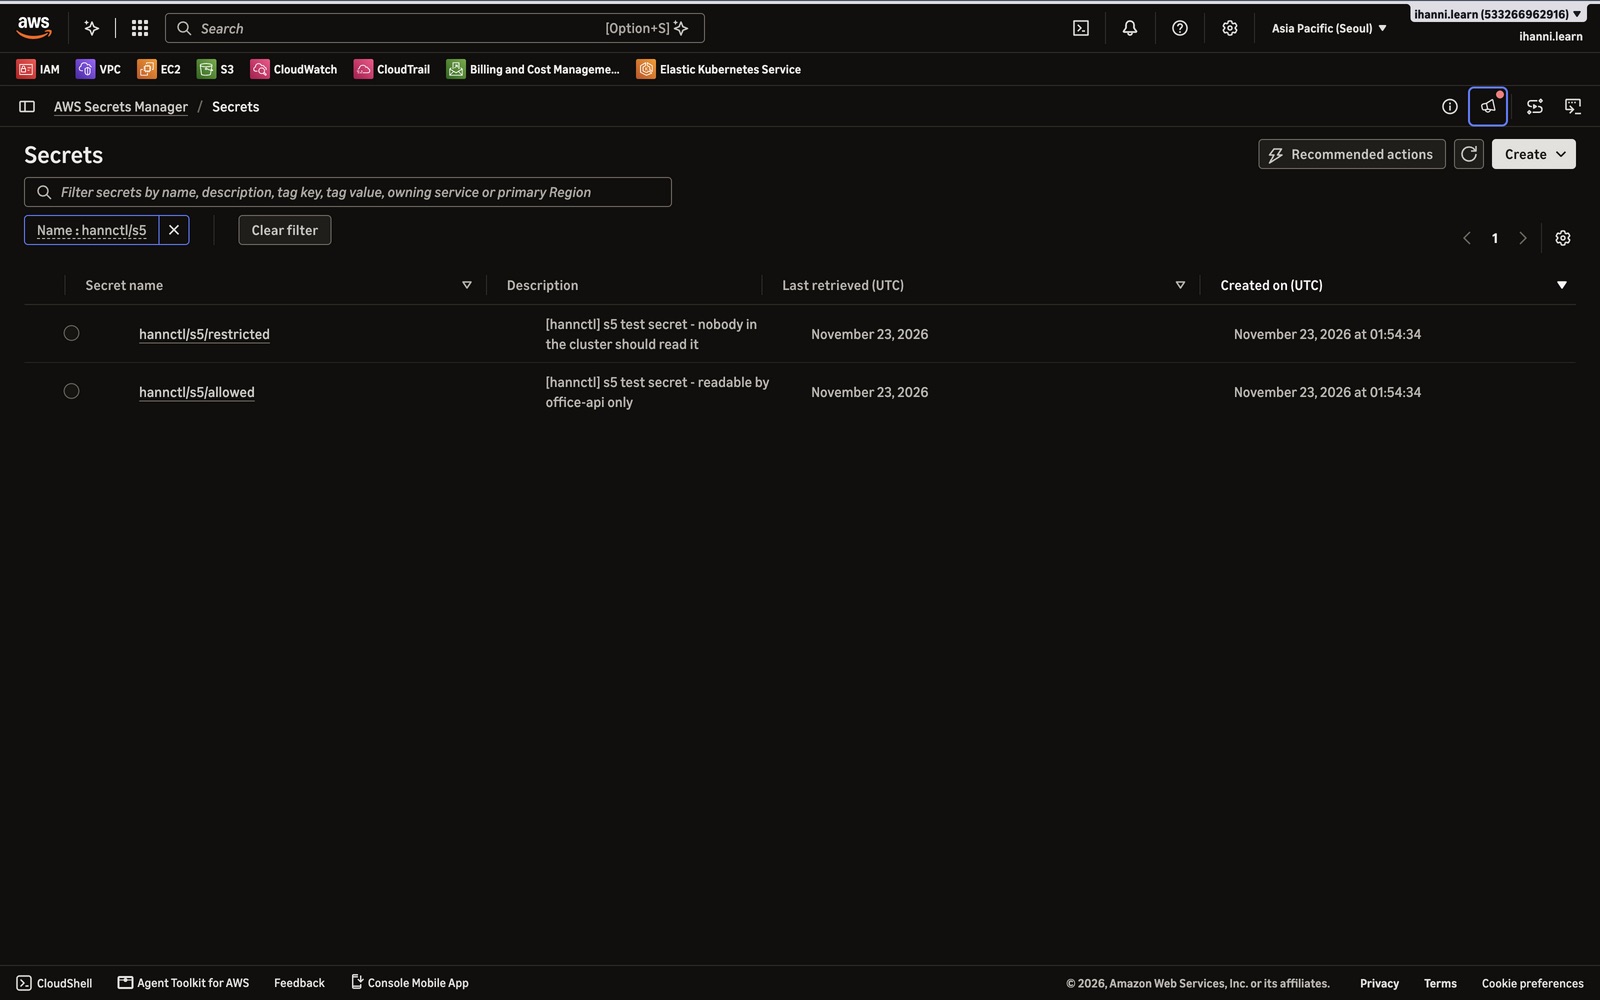 aws
Search
[Option+S]
Asia Pacific (Seoul)
ihanni.learn (533266962916)
ihanni.learn
IAM
VPC
EC2
S3
CloudWatch
CloudTrail
Billing and Cost Manageme...
Elastic Kubernetes Service
AWS Secrets Manager / Secrets
Secrets
Recommended actions
Create
Filter secrets by name, description, tag key, tag value, owning service or primary Region
Name : hannctl/s5
Clear filter
1
Secret name
Description
Last retrieved (UTC)
Created on (UTC)
hannctl/s5/restricted
[hannctl] s5 test secret - nobody in
the cluster should read it
November 23, 2026
November 23, 2026 at 01:54:34
hannctl/s5/allowed
[hannctl] s5 test secret - readable by
office-api only
November 23, 2026
November 23, 2026 at 01:54:34
CloudShell
Agent Toolkit for AWS
Feedback
Console Mobile App
© 2026, Amazon Web Services, Inc. or its affiliates.
Privacy
Terms
Cookie preferences